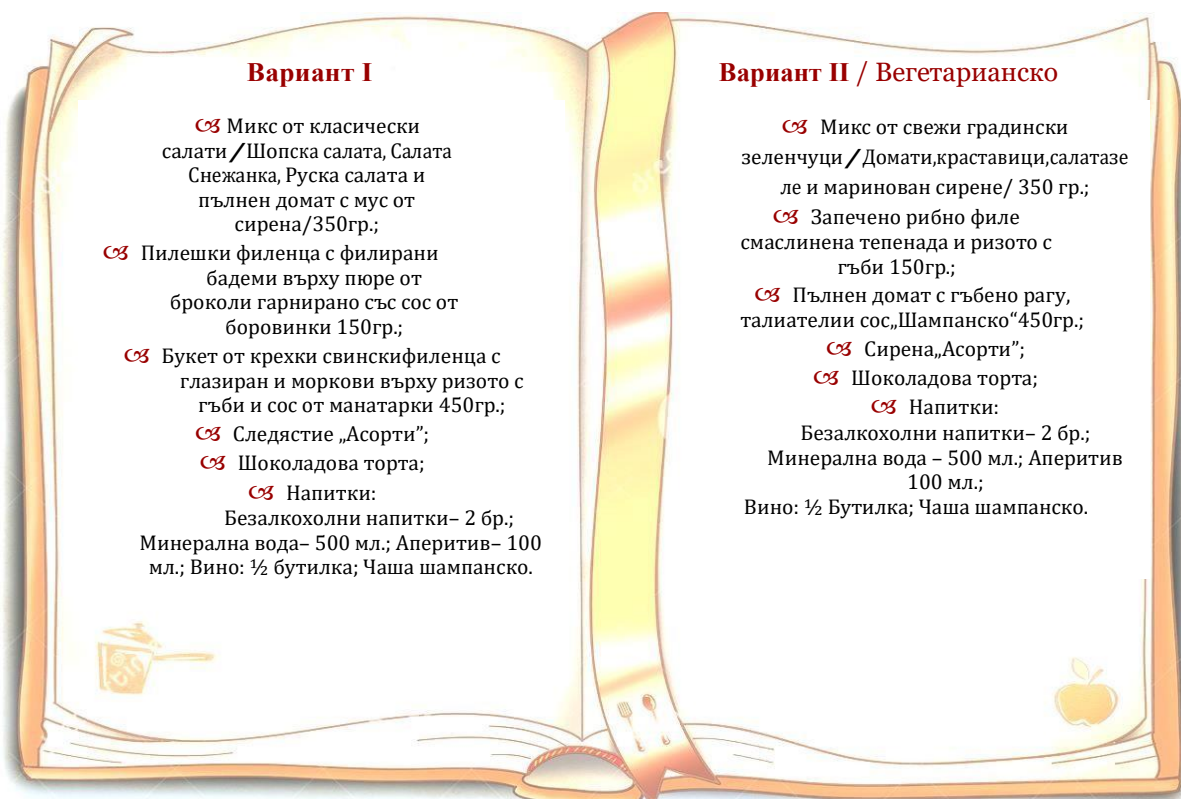 Вариант I
☙ Микс от класически
салати/Шопска салата, Салата
Снежанка, Руска салата и
пълнен домат с мус от
сирена/350гр.;
☙ Пилешки филенца с филирани
бадеми върху пюре от
броколи гарнирано със сос от
боровинки 150гр.;
☙ Букет от крехки свинскифиленца с
глазиран и моркови върху ризото с
гъби и сос от манатарки 450гр.;
☙ Следястие „Асорти”;
☙ Шоколадова торта;
☙ Напитки:
Безалкохолни напитки– 2 бр.;
Минерална вода– 500 мл.; Аперитив– 100
мл.; Вино: ½ бутилка; Чаша шампанско.
Вариант II / Вегетарианско
☙ Микс от свежи градински
зеленчуци/Домати,краставици,салатазе
ле и маринован сирене/ 350 гр.;
☙ Запечено рибно филе
смаслинена тепенада и ризото с
гъби 150гр.;
☙ Пълнен домат с гъбено рагу,
талиателии сос„Шампанско“450гр.;
☙ Сирена„Асорти”;
☙ Шоколадова торта;
☙ Напитки:
Безалкохолни напитки– 2 бр.;
Минерална вода – 500 мл.; Аперитив
100 мл.;
Вино: ½ Бутилка; Чаша шампанско.